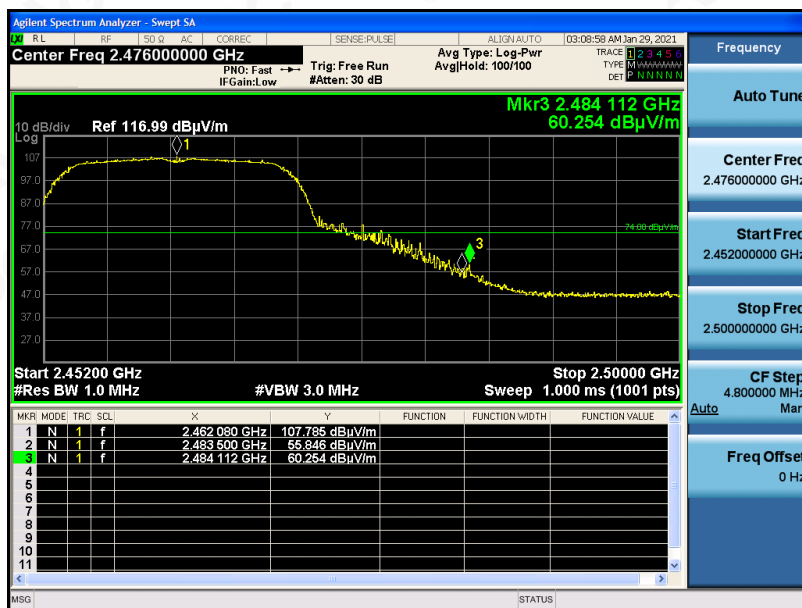 Agilent Spectrum Analyzer - Swept SA
LXI RL RF 50 Ω AC CORREC SENSE:PULSE ALIGN AUTO 03:08:58 AM Jan 29, 2021
Center Freq 2.476000000 GHz
PNO: Fast
IFGain:Low
Trig: Free Run
#Atten: 30 dB
Avg Type: Log-Pwr
Avg|Hold: 100/100
TRACE 1 2 3 4 5 6
TYPE M
DET P N N N N N
Mkr3 2.484 112 GHz
60.254 dBµV/m
10 dB/div Ref 116.99 dBµV/m
Log
107
97.0
87.0
77.0
67.0
57.0
47.0
37.0
27.0
1
74.00 dBµV/m
3
Start 2.45200 GHz Stop 2.50000 GHz
#Res BW 1.0 MHz #VBW 3.0 MHz Sweep 1.000 ms (1001 pts)
MKR MODE TRC SCL X Y FUNCTION FUNCTION WIDTH FUNCTION VALUE
1 N 1 f 2.462 080 GHz 107.785 dBµV/m
2 N 1 f 2.483 500 GHz 55.846 dBµV/m
3 N 1 f 2.484 112 GHz 60.254 dBµV/m
4
5
6
7
8
9
10
11
MSG STATUS
Frequency
Auto Tune
Center Freq
2.476000000 GHz
Start Freq
2.452000000 GHz
Stop Freq
2.500000000 GHz
CF Step
4.800000 MHz
Auto Man
Freq Offset
0 Hz